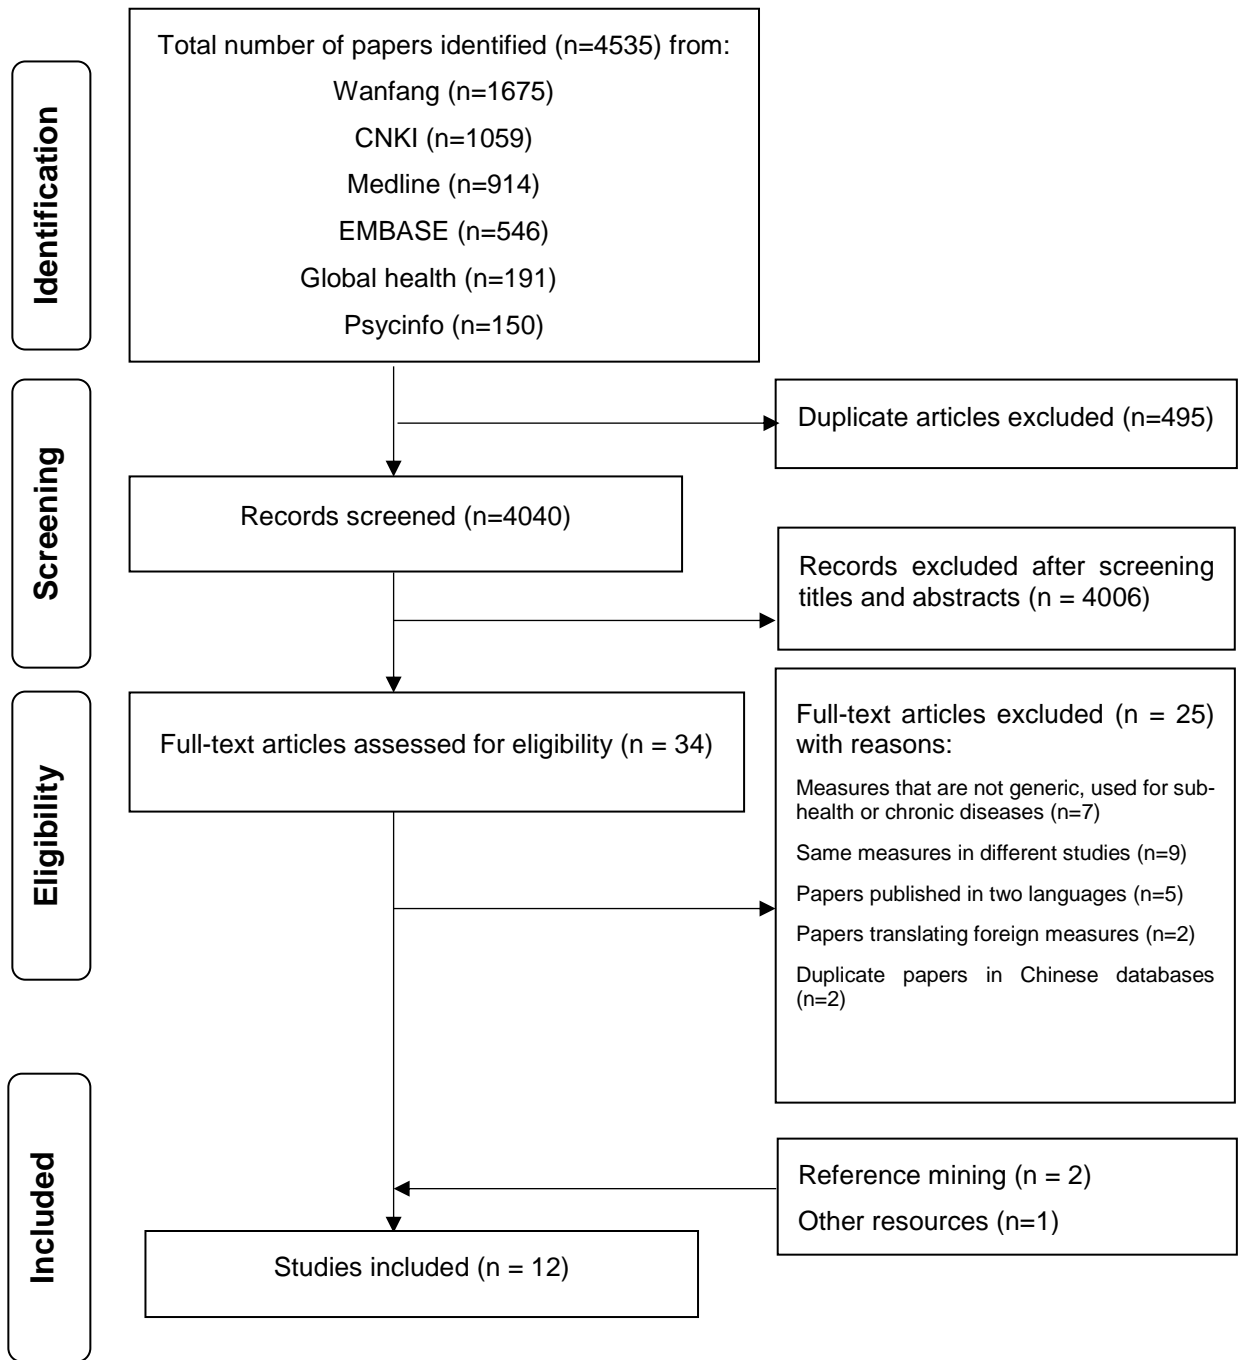 Identification
Total number of papers identified (n=4535) from:
Wanfang (n=1675)
CNKI (n=1059)
Medline (n=914)
EMBASE (n=546)
Global health (n=191)
Psycinfo (n=150)
Screening
Duplicate articles excluded (n=495)
Records screened (n=4040)
Records excluded after screening
titles and abstracts (n = 4006)
Eligibility
Full-text articles assessed for eligibility (n = 34)
Full-text articles excluded (n = 25)
with reasons:
Measures that are not generic, used for sub-
health or chronic diseases (n=7)
Same measures in different studies (n=9)
Papers published in two languages (n=5)
Papers translating foreign measures (n=2)
Duplicate papers in Chinese databases
(n=2)
Included
Reference mining (n = 2)
Other resources (n=1)
Studies included (n = 12)